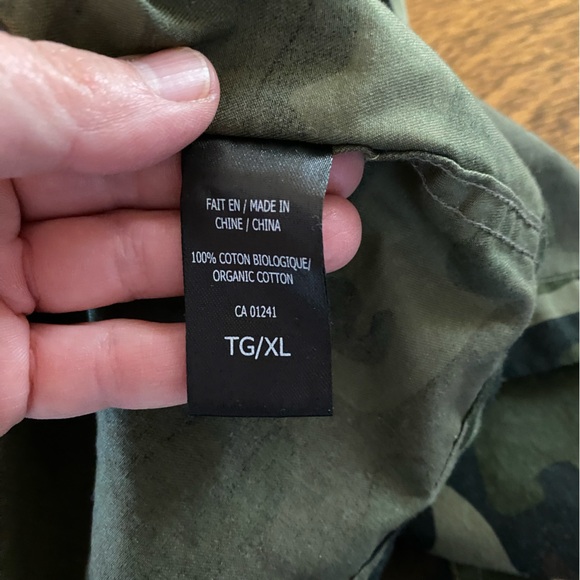 FAIT EN / MADE IN
CHINE / CHINA
100% COTON BIOLOGIQUE/
ORGANIC COTTON
CA 01241
TG/XL